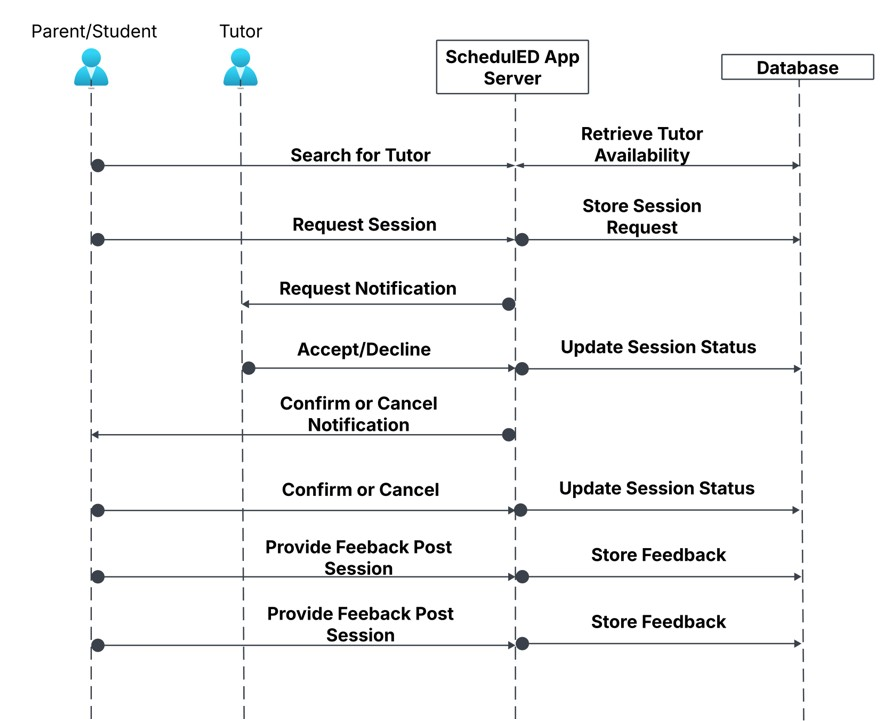 Parent/Student
Tutor
SchedulED App
Server
Database
Search for Tutor
Retrieve Tutor
Availability
Request Session
Store Session
Request
Request Notification
Accept/Decline
Update Session Status
Confirm or Cancel
Notification
Confirm or Cancel
Update Session Status
Provide Feeback Post
Session
Store Feedback
Provide Feeback Post
Session
Store Feedback